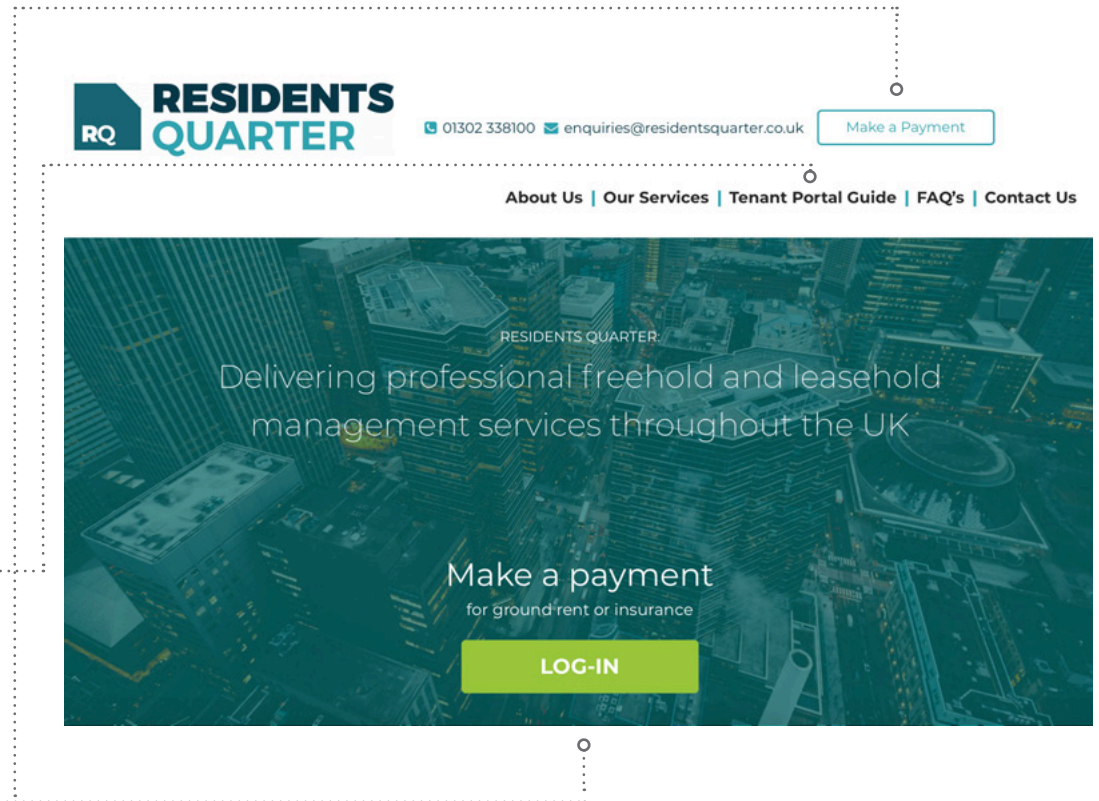 RQ
RESIDENTS
QUARTER
01302 338100 enquiries@residentsquarter.co.uk Make a Payment
About Us | Our Services | Tenant Portal Guide | FAQ's | Contact Us
RESIDENTS QUARTER:
Delivering professional freehold and leasehold
management services throughout the UK
Make a payment
for ground rent or insurance
LOG-IN